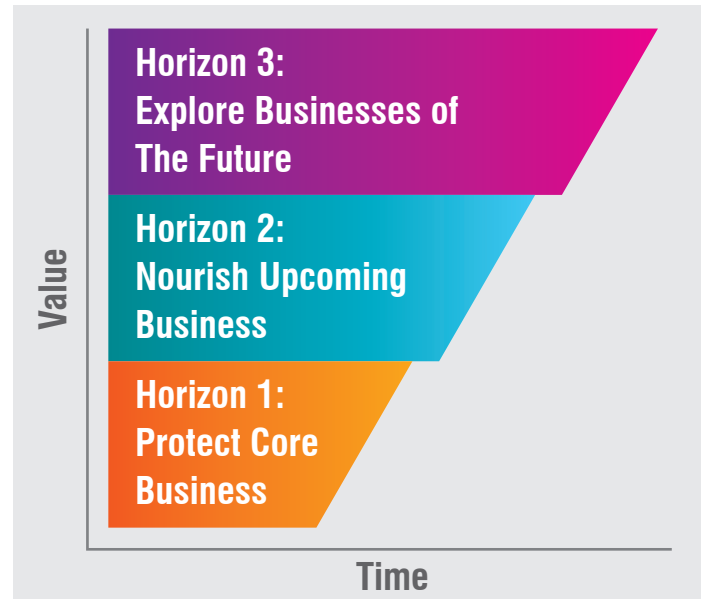 Horizon 3:
Explore Businesses of
The Future
Horizon 2:
Nourish Upcoming
Business
Horizon 1:
Protect Core
Business
Value
Time